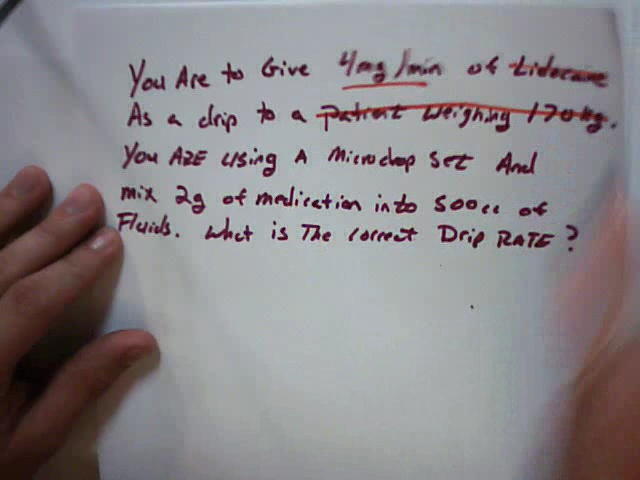 You Are to Give 4mg/min of Lidocaine
As a drip to a patient weighing 170kg.
You Are using A Microdrop set And
mix 2g of medication into 500cc of
Fluids. What is The correct Drip RATE?